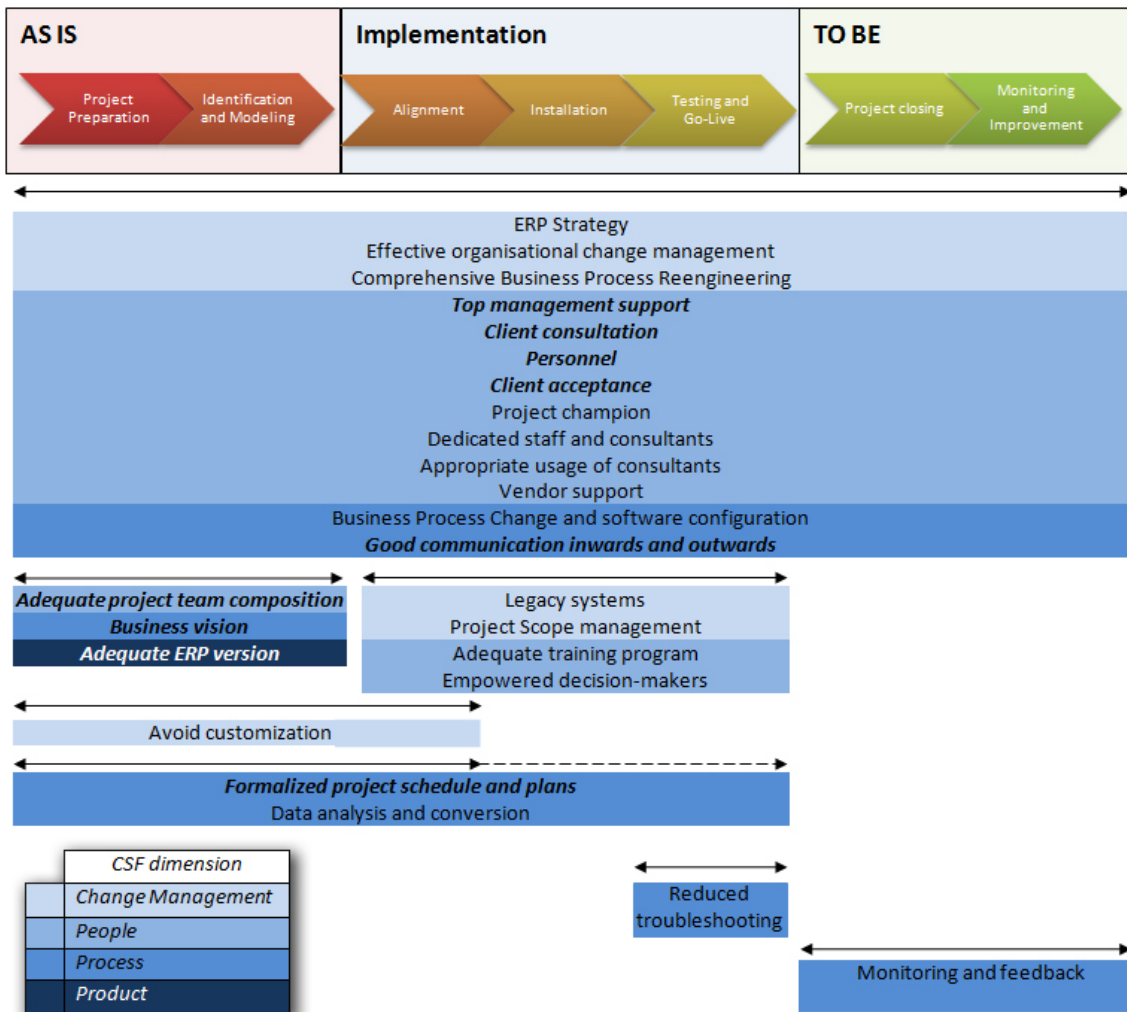 AS IS
Implementation
TO BE
Project
Preparation
Identification
and Modeling
Alignment
Installation
Testing and
Go-Live
Project closing
Monitoring
and
Improvement
ERP Strategy
Effective organisational change management
Comprehensive Business Process Reengineering
Top management support
Client consultation
Personnel
Client acceptance
Project champion
Dedicated staff and consultants
Appropriate usage of consultants
Vendor support
Business Process Change and software configuration
Good communication inwards and outwards
Adequate project team composition
Business vision
Adequate ERP version
Legacy systems
Project Scope management
Adequate training program
Empowered decision-makers
Avoid customization
Formalized project schedule and plans
Data analysis and conversion
Reduced
troubleshooting
Monitoring and feedback
CSF dimension
Change Management
People
Process
Product